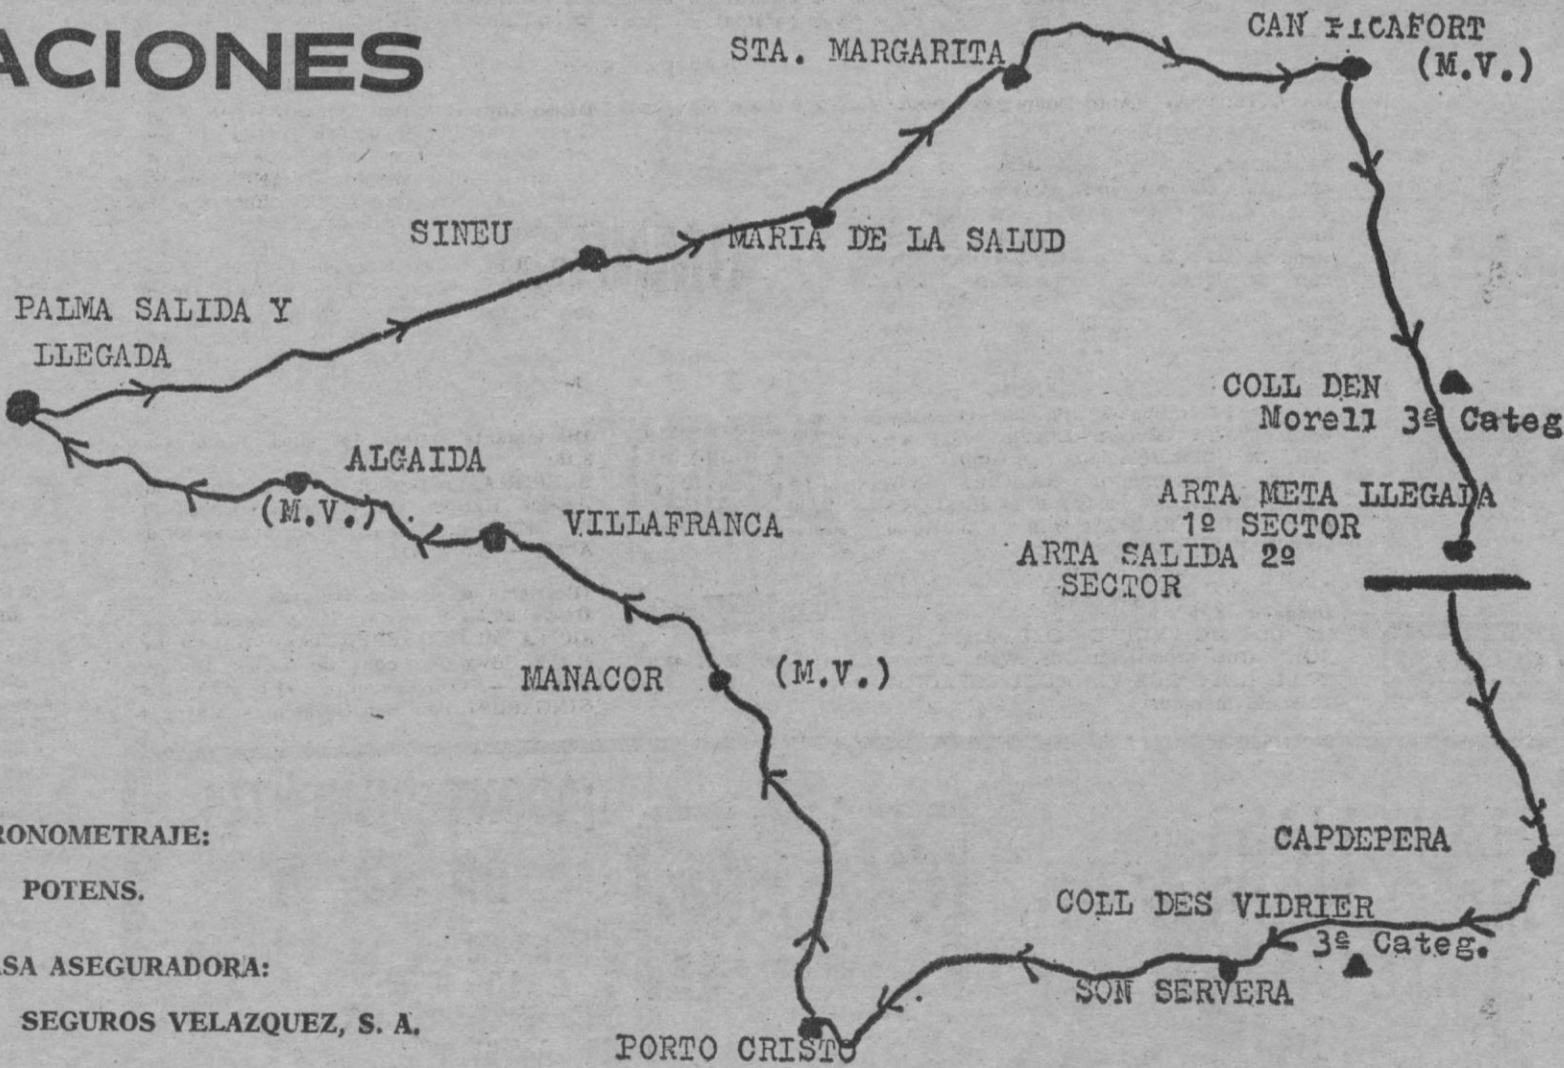 ACIONES
STA. MARGARITA
CAN PICAFORT
(M.V.)
SINEU
MARIA DE LA SALUD
PALMA SALIDA Y
LLEGADA
COLL DEN
Morell 3ª Categ
ALGAIDA
(M.V.)
VILLAFRANCA
ARTA META LLEGADA
1º SECTOR
ARTA SALIDA 2º
SECTOR
MANACOR (M.V.)
CAPDEPERA
COLL DES VIDRIER
3ª Categ.
SON SERVERA
PORTO CRISTO
RONOMETRAJE:
POTENS.
ASA ASEGURADORA:
SEGUROS VELAZQUEZ, S. A.